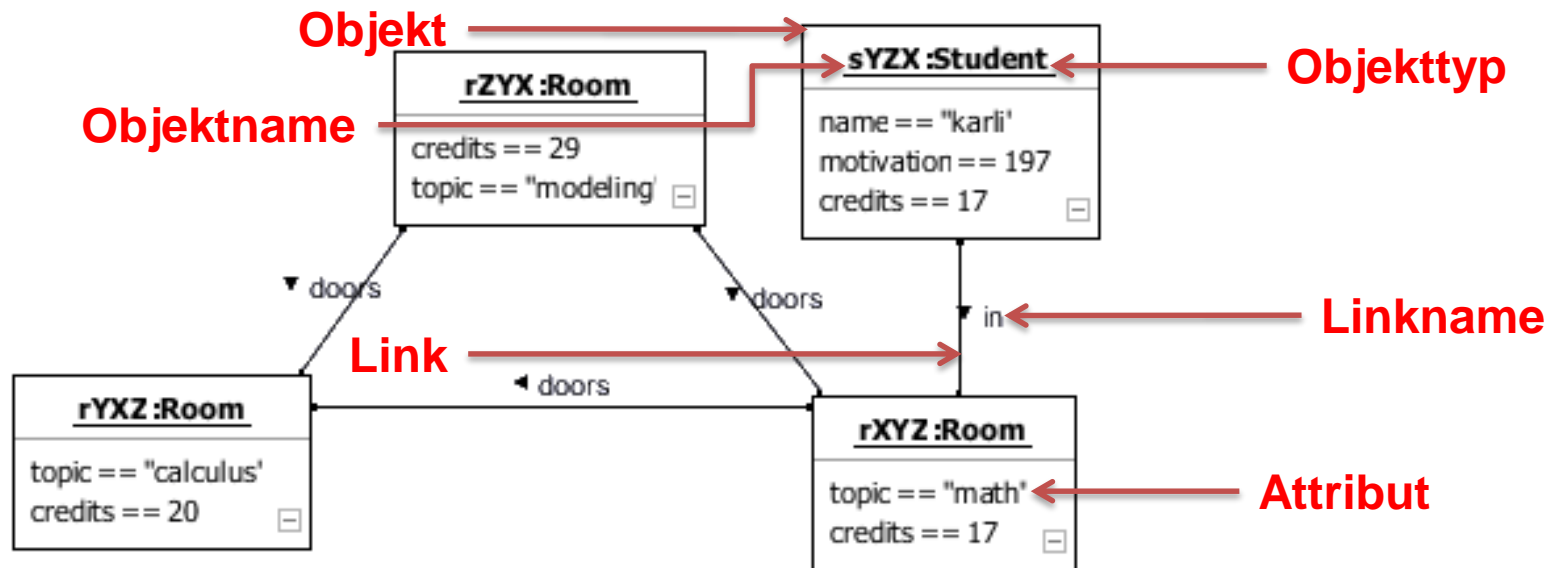 Objekt
sYZX :Student
Objekttyp
rZYX :Room
Objektname
name == "karli'
credits == 29
motivation == 197
topic == "modeling'
credits == 17
doors
doors
in
Linkname
Link
doors
rYXZ :Room
rXYZ :Room
topic == "calculus'
credits == 20
topic == "math'
Attribut
credits == 17